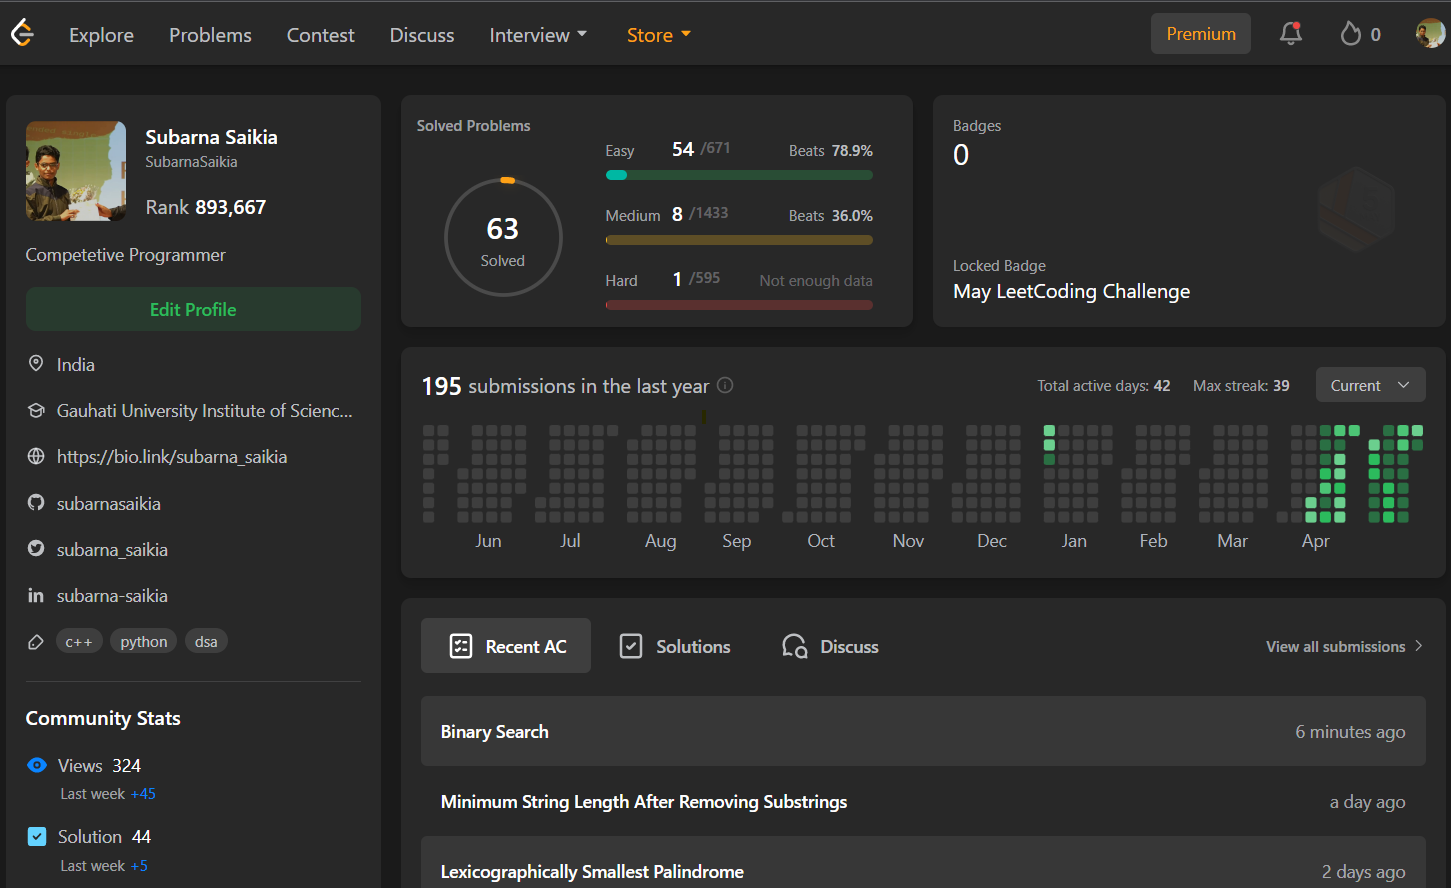 Explore Problems Contest Discuss Interview Store Premium 0
Subarna Saikia
SubarnaSaikia
Rank 893,667
Competetive Programmer
Edit Profile
India
Gauhati University Institute of Scienc...
https://bio.link/subarna_saikia
subarnasaikia
subarna_saikia
subarna-saikia
c++ python dsa
Community Stats
Views 324
Last week +45
Solution 44
Last week +5
Solved Problems
63
Solved
Easy 54 /671 Beats 78.9%
Medium 8 /1433 Beats 36.0%
Hard 1 /595 Not enough data
Badges
0
Locked Badge
May LeetCoding Challenge
195 submissions in the last year Total active days: 42 Max streak: 39 Current
Jun Jul Aug Sep Oct Nov Dec Jan Feb Mar Apr
Recent AC Solutions Discuss View all submissions
Binary Search 6 minutes ago
Minimum String Length After Removing Substrings a day ago
Lexicographically Smallest Palindrome 2 days ago